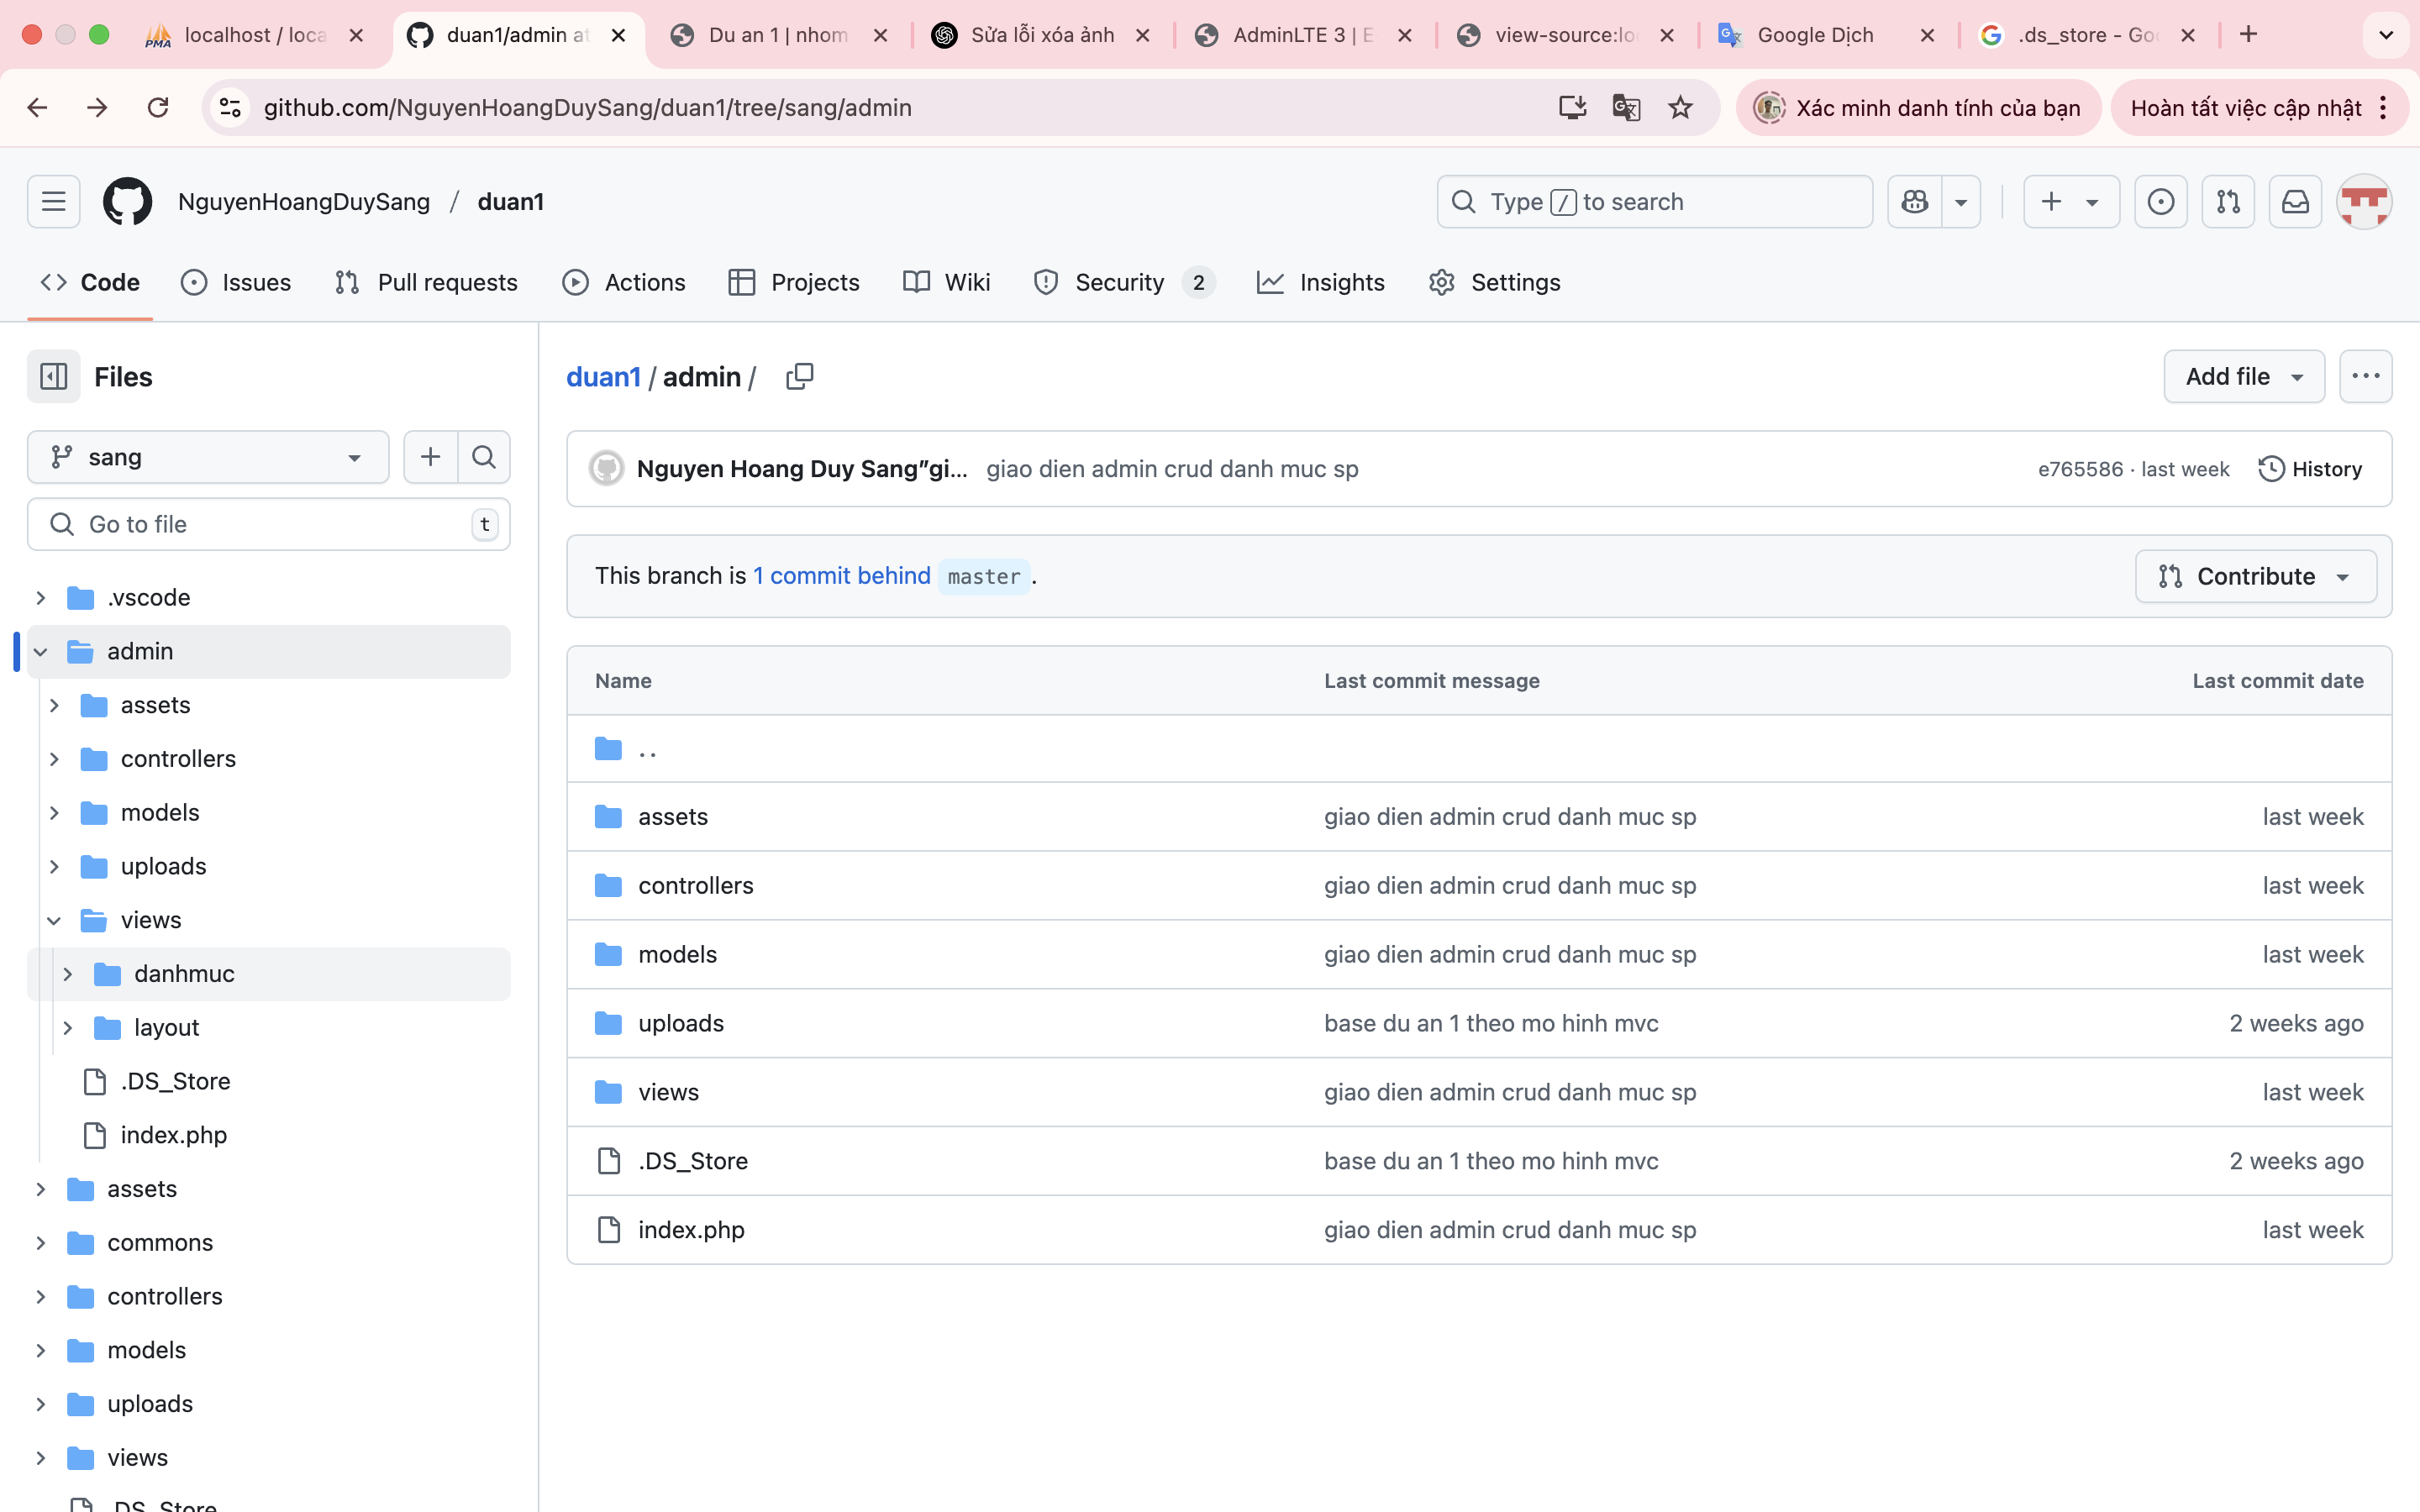 localhost / loca
duan1/admin at
Du an 1 | nhom
Sửa lỗi xóa ảnh
AdminLTE 3 | E
view-source:lo
Google Dịch
.ds_store - Go
github.com/NguyenHoangDuySang/duan1/tree/sang/admin
Xác minh danh tính của bạn
Hoàn tất việc cập nhật
NguyenHoangDuySang / duan1
Type / to search
Code
Issues
Pull requests
Actions
Projects
Wiki
Security 2
Insights
Settings
Files
sang
Go to file
t
.vscode
admin
assets
controllers
models
uploads
views
danhmuc
layout
.DS_Store
index.php
assets
commons
controllers
models
uploads
views
.DS_Store
duan1 / admin /
Add file
Nguyen Hoang Duy Sang"gi... giao dien admin crud danh muc sp
e765586 · last week
History
This branch is 1 commit behind master .
Contribute
Name Last commit message Last commit date
..
assets giao dien admin crud danh muc sp last week
controllers giao dien admin crud danh muc sp last week
models giao dien admin crud danh muc sp last week
uploads base du an 1 theo mo hinh mvc 2 weeks ago
views giao dien admin crud danh muc sp last week
.DS_Store base du an 1 theo mo hinh mvc 2 weeks ago
index.php giao dien admin crud danh muc sp last week